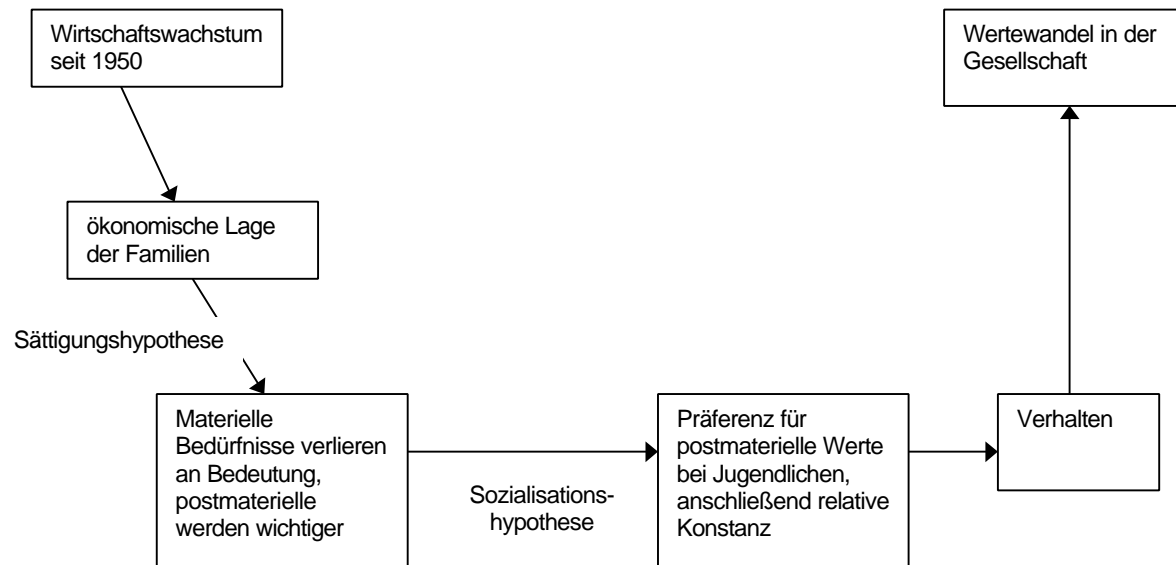 Wirtschaftswachstum
seit 1950
Wertewandel in der
Gesellschaft
ökonomische Lage
der Familien
Sättigungshypothese
Materielle
Bedürfnisse verlieren
an Bedeutung,
postmaterielle
werden wichtiger
Sozialisations-
hypothese
Präferenz für
postmaterielle Werte
bei Jugendlichen,
anschließend relative
Konstanz
Verhalten